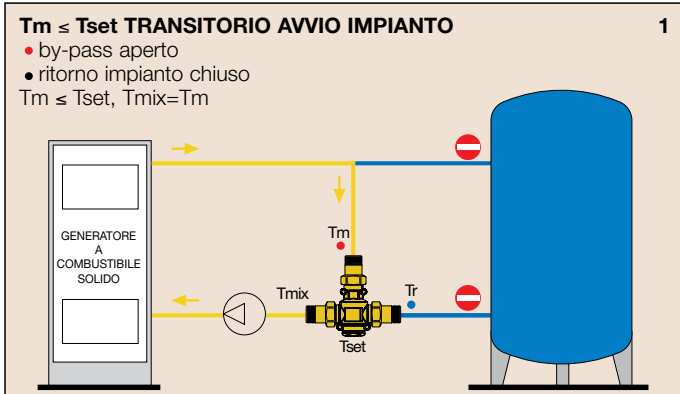 Tm ≤ Tset TRANSITORIO AVVIO IMPIANTO 1
• by-pass aperto
• ritorno impianto chiuso
Tm ≤ Tset, Tmix=Tm
GENERATORE
A
COMBUSTIBILE
SOLIDO
Tm
Tmix
Tr
Tset